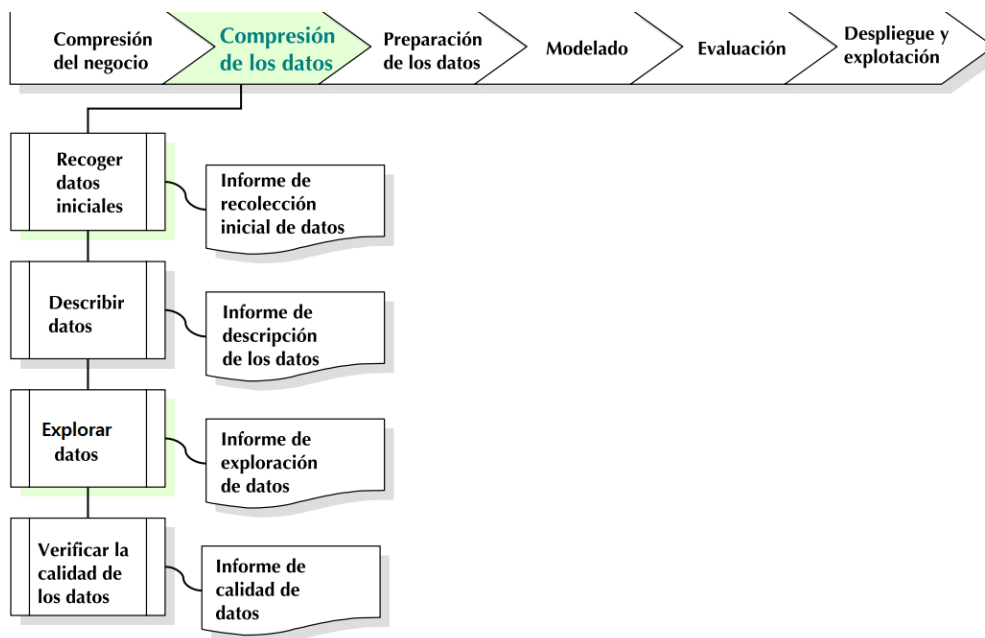 Compresión
del negocio
Compresión
de los datos
Preparación
de los datos
Modelado
Evaluación
Despliegue y
explotación
Recoger
datos
iniciales
Informe de
recolección
inicial de datos
Describir
datos
Informe de
descripción
de los datos
Explorar
datos
Informe de
exploración
de datos
Verificar la
calidad de
los datos
Informe de
calidad de
datos